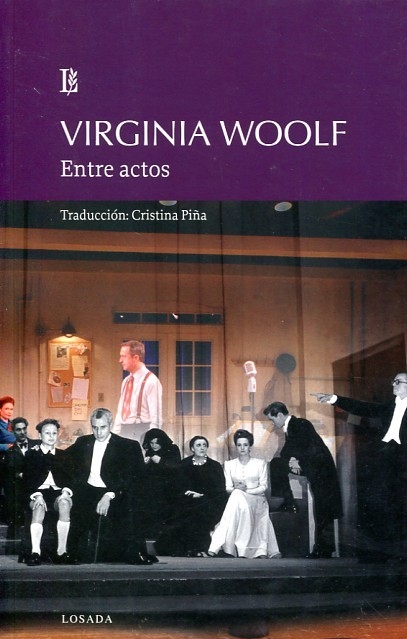 L
VIRGINIA WOOLF
Entre actos
Traducción: Cristina Piña
LOSADA